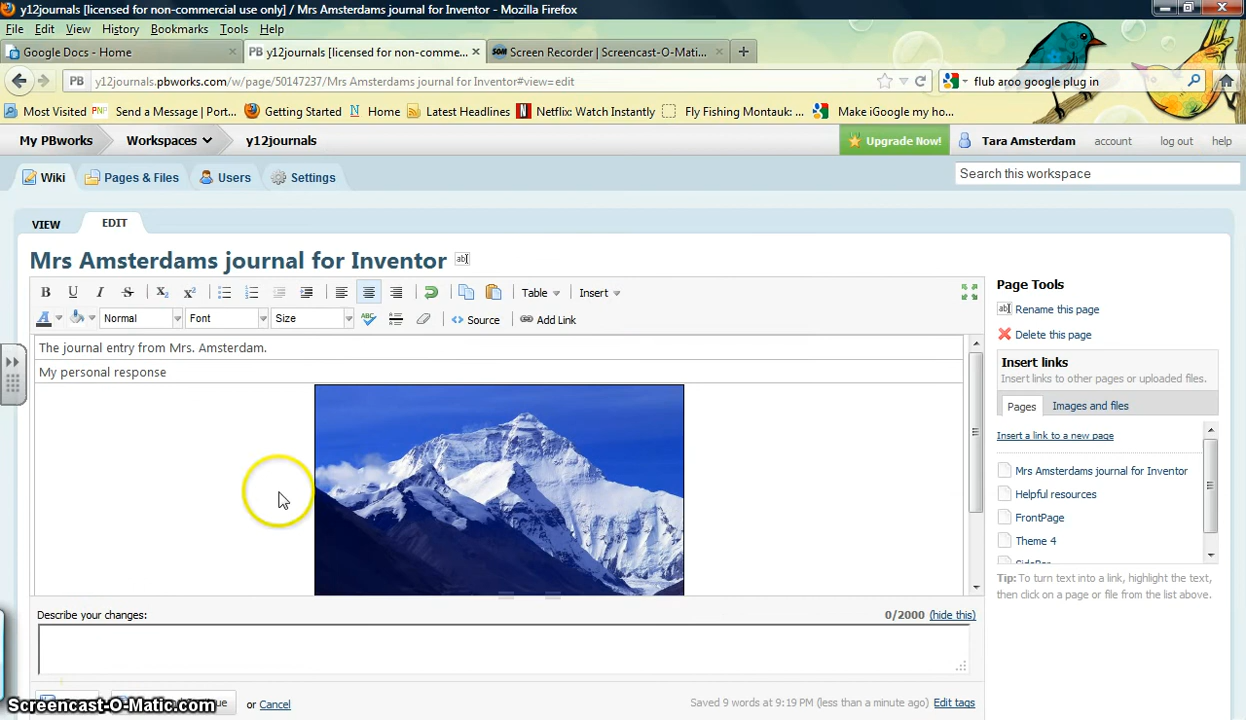 y12journals [licensed for non-commercial use only] / Mrs Amsterdams journal for Inventor - Mozilla Firefox
File Edit View History Bookmarks Tools Help
Google Docs - Home × PB y12journals [licensed for non-comme... × SOM Screen Recorder | Screencast-O-Mati... × +
PB y12journals.pbworks.com/w/page/50147237/Mrs Amsterdams journal for Inventor#view=edit flub aroo google plug in
Most Visited PNP Send a Message | Port... Getting Started N Home Latest Headlines N Netflix: Watch Instantly Fly Fishing Montauk: ... Make iGoogle my ho...
My PBworks Workspaces y12journals Upgrade Now! Tara Amsterdam account log out help
Wiki Pages & Files Users Settings Search this workspace
VIEW EDIT
Mrs Amsterdams journal for Inventor
B U I S X2 X2 Table Insert
A Normal Font Size ABC Source Add Link
The journal entry from Mrs. Amsterdam.
My personal response
Describe your changes: 0/2000 (hide this)
or Cancel Saved 9 words at 9:19 PM (less than a minute ago) Edit tags
Screencast-O-Matic.com
Page Tools
Rename this page
Delete this page
Insert links
Insert links to other pages or uploaded files.
Pages Images and files
Insert a link to a new page
Mrs Amsterdams journal for Inventor
Helpful resources
FrontPage
Theme 4
SideBar
Tip: To turn text into a link, highlight the text,
then click on a page or file from the list above.